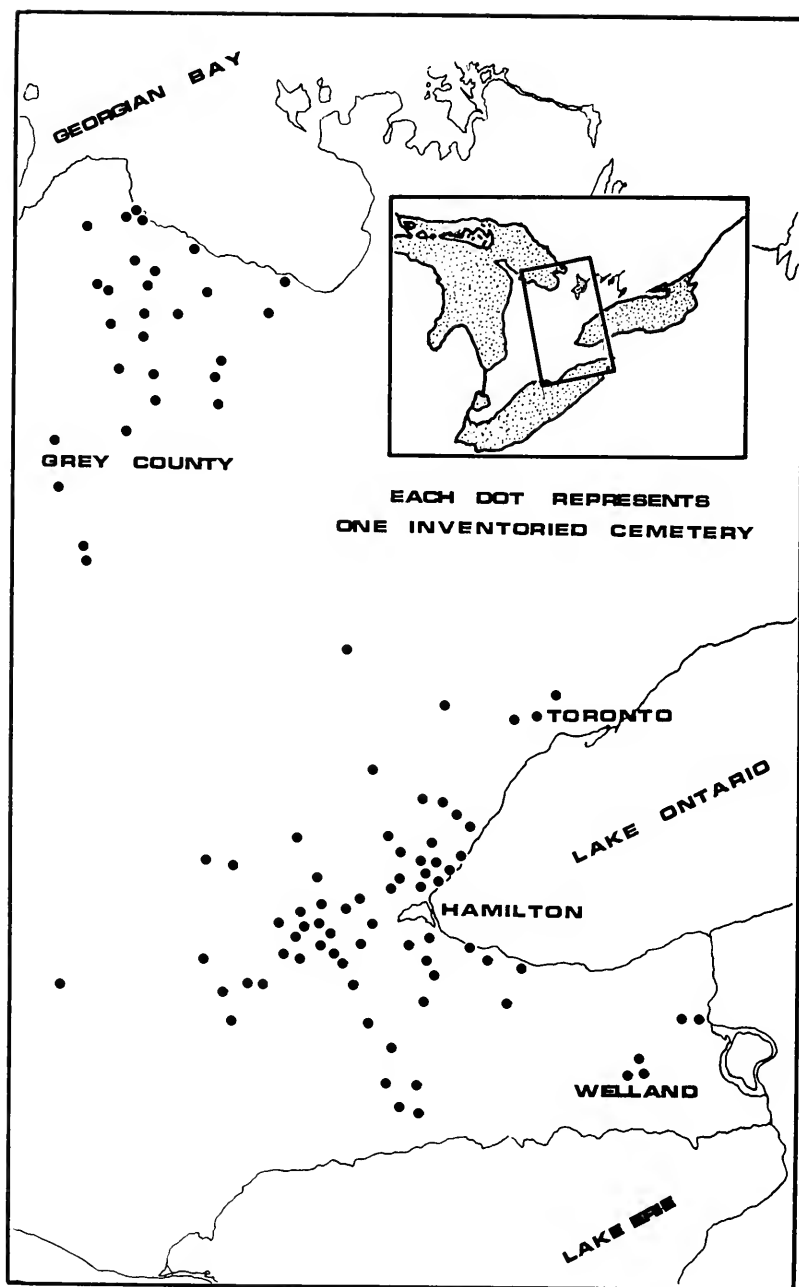 GEORGIAN BAY
GREY COUNTY
EACH DOT REPRESENTS
ONE INVENTORIED CEMETERY
TORONTO
LAKE ONTARIO
HAMILTON
WELLAND
LAKE ERIE